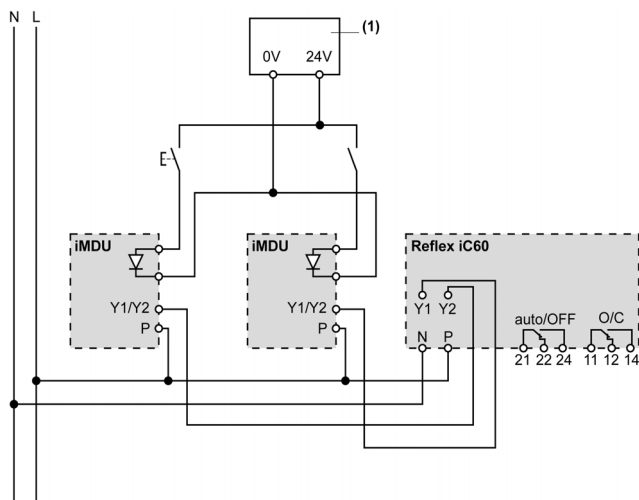 N L
(1)
0V 24V
iMDU
iMDU
Reflex iC60
Y1/Y2
P
Y1/Y2
P
Y1 Y2
N P
auto/OFF
O/C
21 22 24 11 12 14